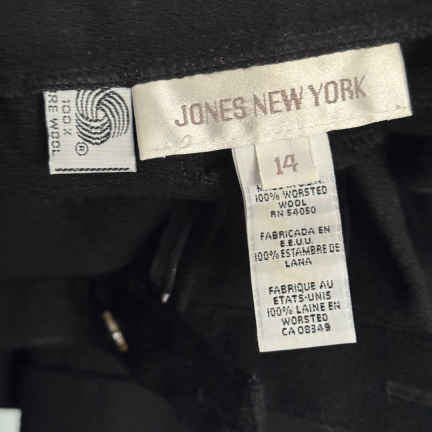 JONES NEW YORK
14
100%
RE WOOL
®
100% WORSTED
WOOL
RN 54050
FABRICADA EN
E.E.U.U.
100% ESTAMBRE DE
LANA
FABRIQUE AU
ETATS-UNIS
100% LAINE EN
WORSTED
CA 08349